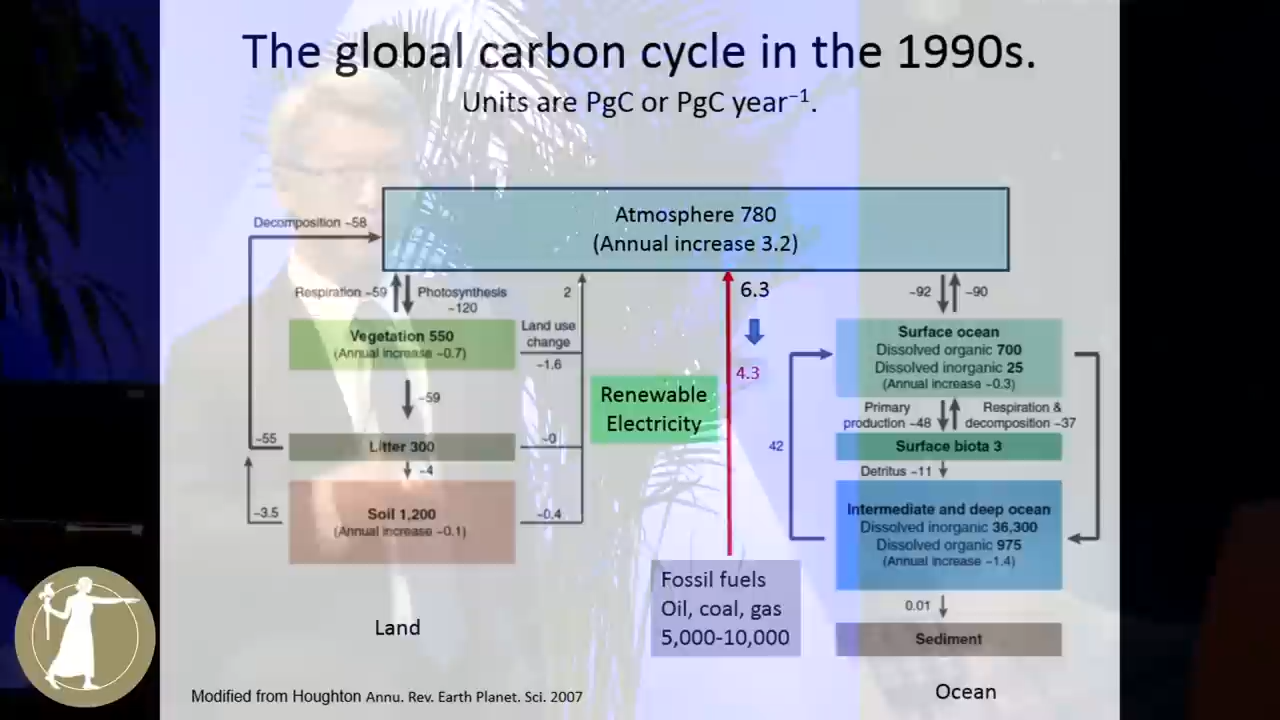 The global carbon cycle in the 1990s.
Units are PgC or PgC year⁻¹.
Decomposition ~58
Atmosphere 780
(Annual increase 3.2)
Respiration ~59
Photosynthesis
~120
2
6.3
~92
~90
Vegetation 550
(Annual increase ~0.7)
Land use
change
~1.6
4.3
Surface ocean
Dissolved organic 700
Dissolved inorganic 25
(Annual increase ~0.3)
~59
Renewable
Electricity
Primary
production ~48
Respiration &
decomposition ~37
~55
Litter 300
~0
42
Surface biota 3
~4
Detritus ~11
~3.5
Soil 1,200
(Annual increase ~0.1)
~0.4
Intermediate and deep ocean
Dissolved inorganic 36,300
Dissolved organic 975
(Annual increase ~1.4)
Fossil fuels
Oil, coal, gas
5,000-10,000
0.01
Land
Sediment
Ocean
Modified from Houghton Annu. Rev. Earth Planet. Sci. 2007